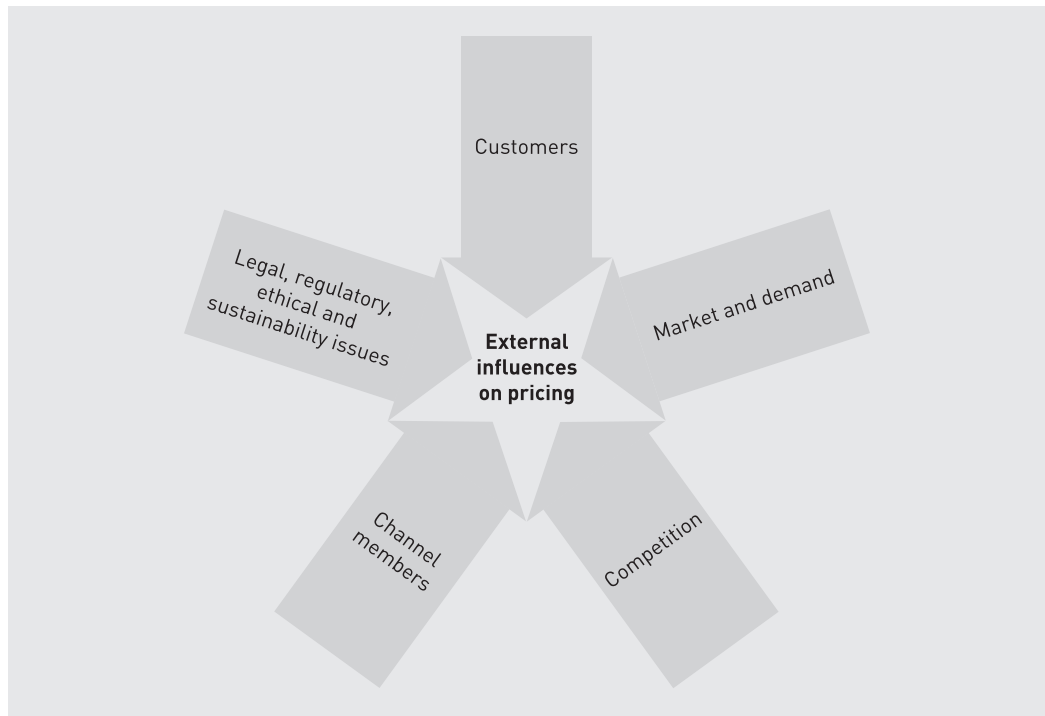 Customers
Legal, regulatory,
ethical and
sustainability issues
Market and demand
External
influences
on pricing
Channel
members
Competition